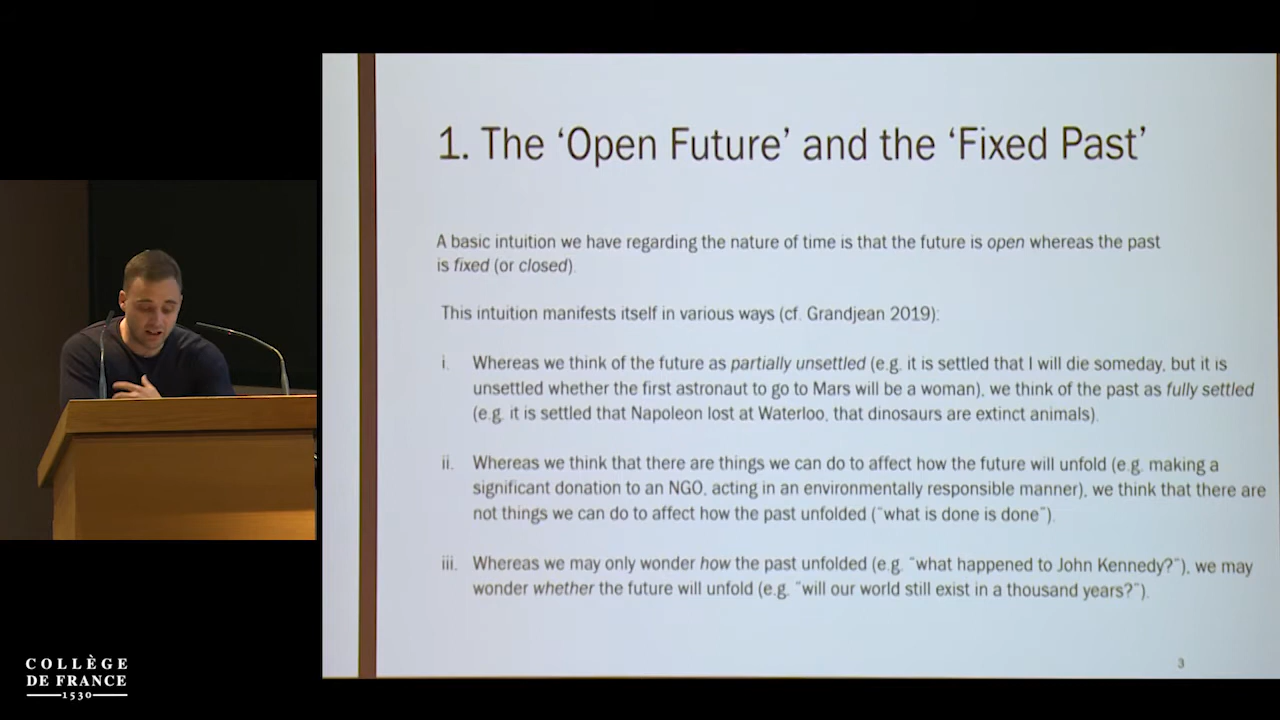 1. The ‘Open Future’ and the ‘Fixed Past’
A basic intuition we have regarding the nature of time is that the future is open whereas the past
is fixed (or closed).
This intuition manifests itself in various ways (cf. Grandjean 2019):
i. Whereas we think of the future as partially unsettled (e.g. it is settled that I will die someday, but it is
unsettled whether the first astronaut to go to Mars will be a woman), we think of the past as fully settled
(e.g. it is settled that Napoleon lost at Waterloo, that dinosaurs are extinct animals).
ii. Whereas we think that there are things we can do to affect how the future will unfold (e.g. making a
significant donation to an NGO, acting in an environmentally responsible manner), we think that there are
not things we can do to affect how the past unfolded (“what is done is done”).
iii. Whereas we may only wonder how the past unfolded (e.g. “what happened to John Kennedy?”), we may
wonder whether the future will unfold (e.g. “will our world still exist in a thousand years?”).
3
COLLÈGE
DE FRANCE
1530